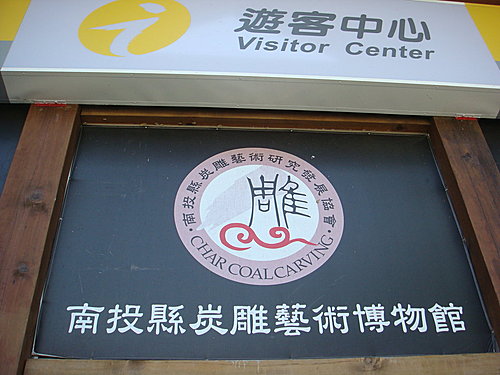 遊客中心
Visitor Center
南投縣炭雕藝術研究發展協會
雕
·CHAR COAL CARVING·
南投縣炭雕藝術博物館